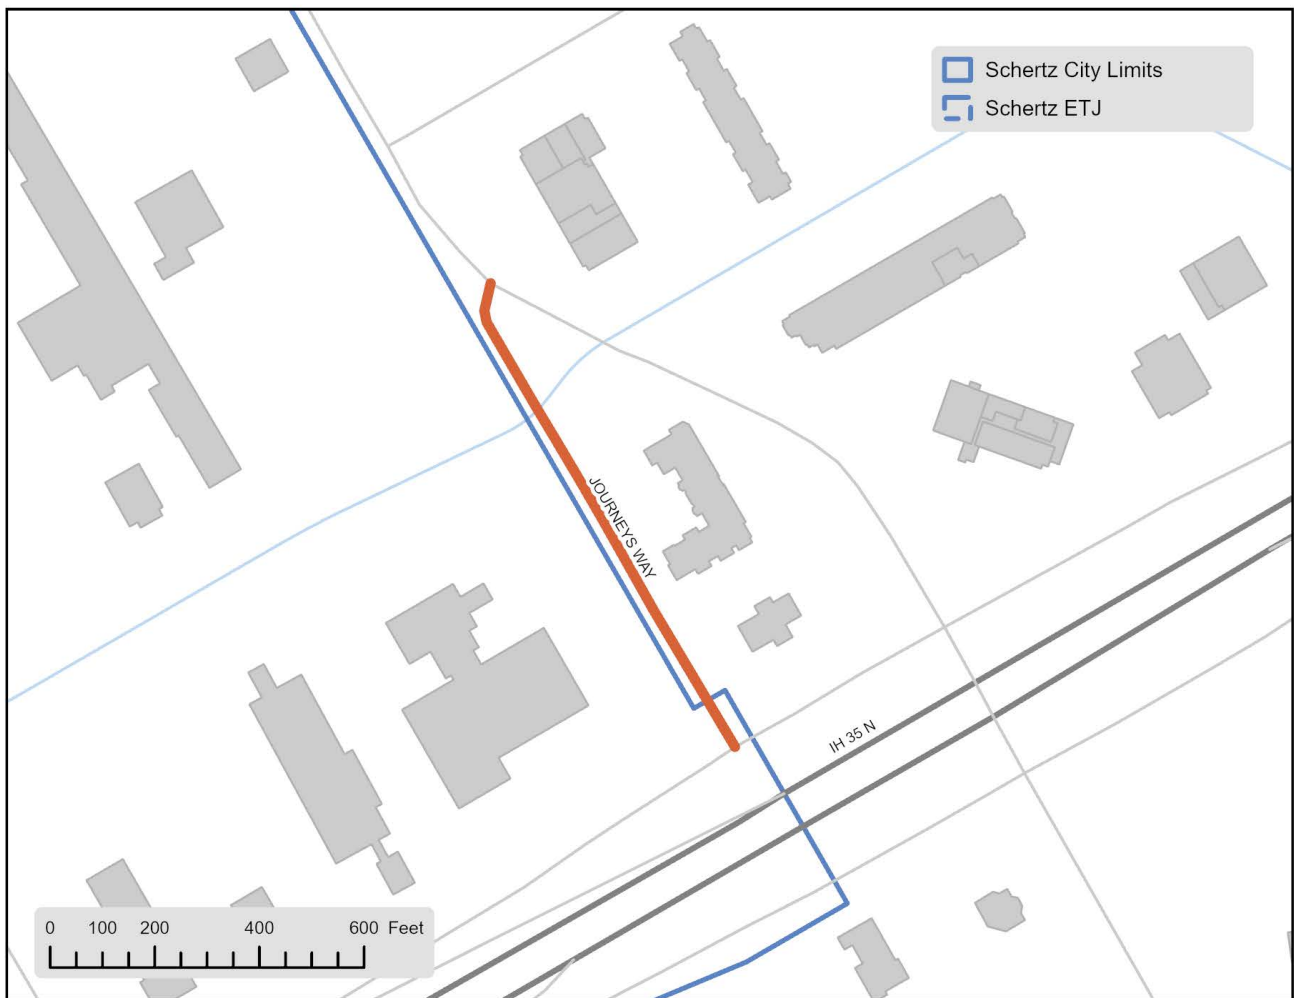 Schertz City Limits
Schertz ETJ
JOURNEYS WAY
IH 35 N
0 100 200 400 600 Feet